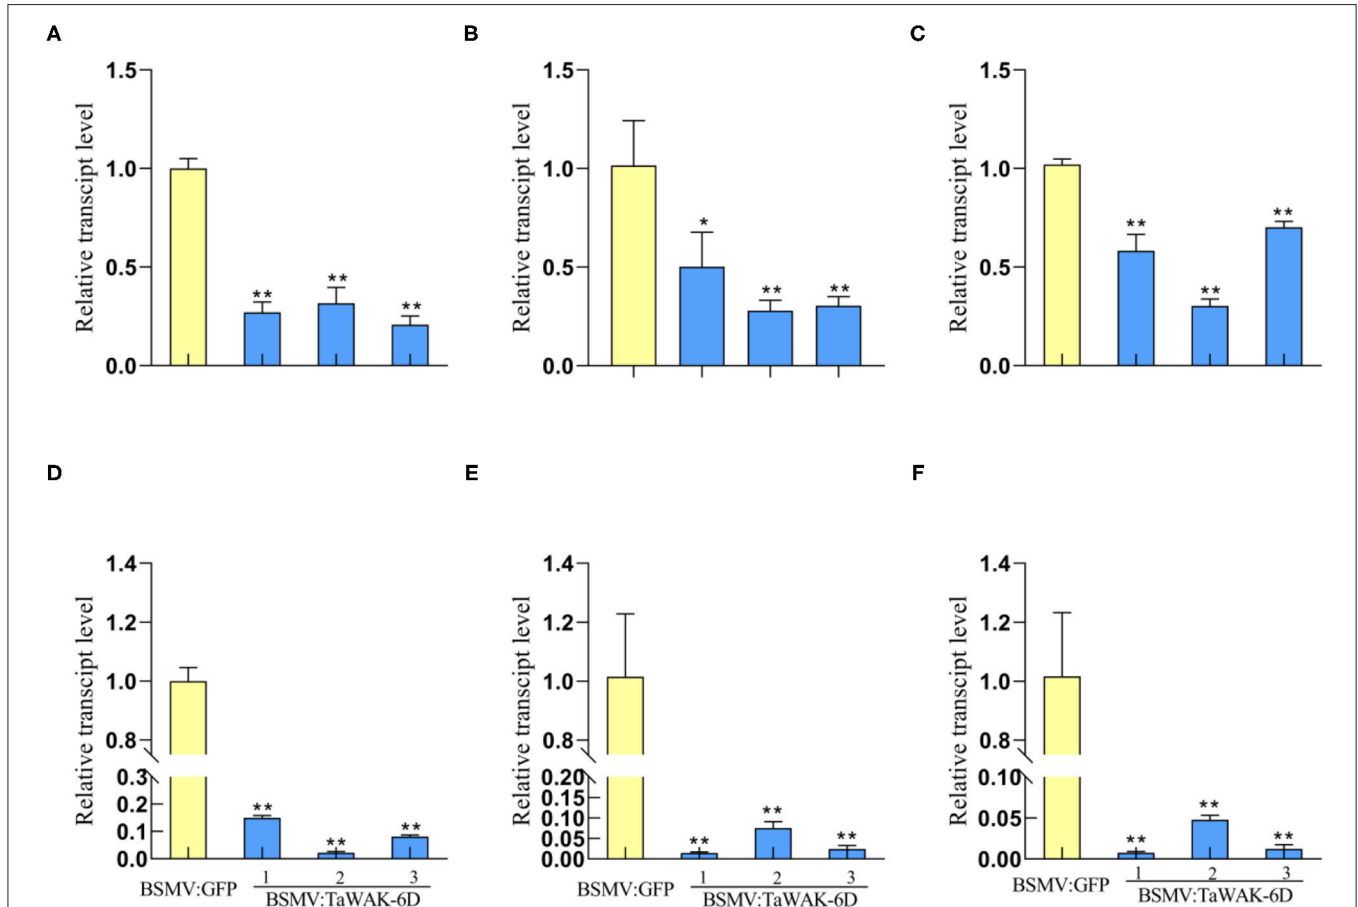 A
B
C
Relative transcipt level
1.5
1.0
0.5
0.0
**
**
**
Relative transcipt level
1.5
1.0
0.5
0.0
*
**
**
Relative transcipt level
1.5
1.0
0.5
0.0
**
**
**
D
E
F
Relative transcipt level
1.4
1.2
1.0
0.8
0.3
0.2
0.1
0.0
**
**
**
BSMV:GFP
1 2 3
BSMV:TaWAK-6D
Relative transcipt level
1.4
1.2
1.0
0.8
0.20
0.15
0.10
0.05
0.00
**
**
**
BSMV:GFP
1 2 3
BSMV:TaWAK-6D
Relative transcipt level
1.4
1.2
1.0
0.8
0.10
0.05
0.00
**
**
**
BSMV:GFP
1 2 3
BSMV:TaWAK-6D